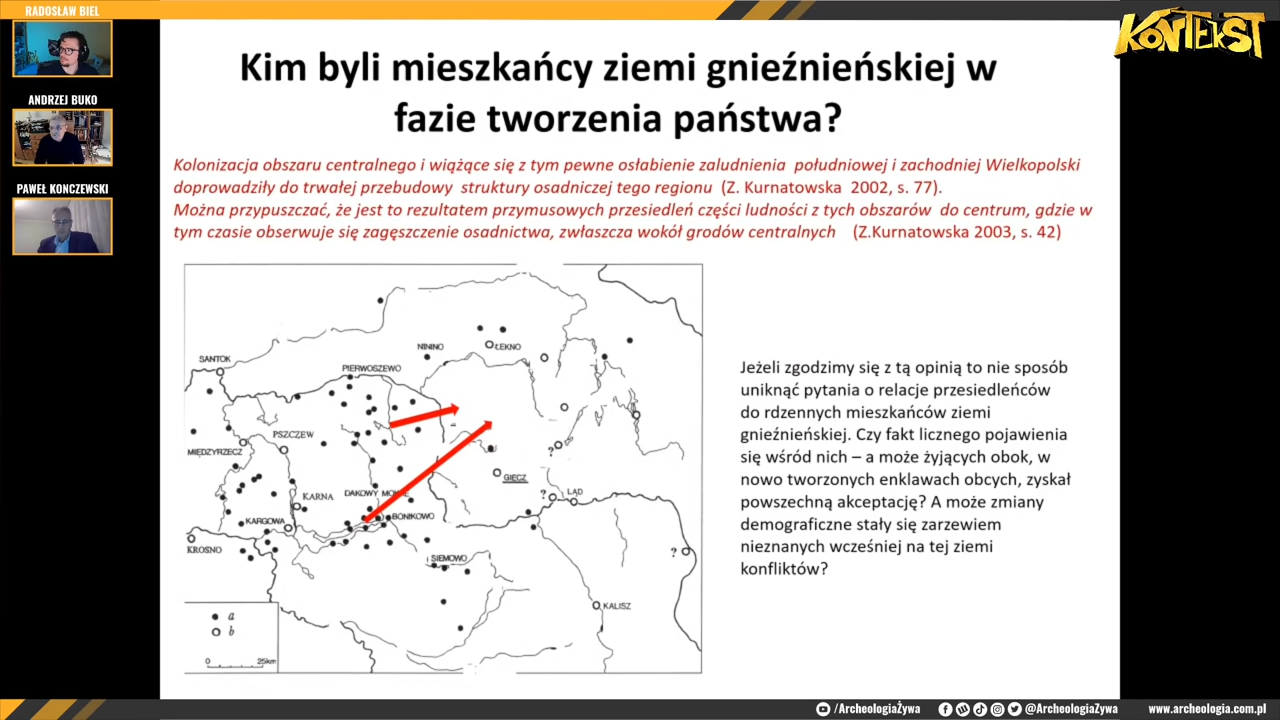 RADOSŁAW BIEL
ANDRZEJ BUKO
PAWEŁ KONCZEWSKI
KONTEKST
Kim byli mieszkańcy ziemi gnieźnieńskiej w
fazie tworzenia państwa?
Kolonizacja obszaru centralnego i wiążące się z tym pewne osłabienie zaludnienia południowej i zachodniej Wielkopolski
doprowadziły do trwałej przebudowy struktury osadniczej tego regionu (Z. Kurnatowska 2002, s. 77).
Można przypuszczać, że jest to rezultatem przymusowych przesiedleń części ludności z tych obszarów do centrum, gdzie w
tym czasie obserwuje się zagęszczenie osadnictwa, zwłaszcza wokół grodów centralnych (Z.Kurnatowska 2003, s. 42)
SANTOK
NININO
ŁEKNO
PIERWOSZEWO
PSZCZEW
MIĘDZYRZECZ
?
GIECZ
KARNA
DAKOWY
?
LĄD
KARGOWA
BONIKOWO
KROSNO
SIEMOWO
?
KALISZ
a
b
0 25km
Jeżeli zgodzimy się z tą opinią to nie sposób
uniknąć pytania o relacje przesiedleńców
do rdzennych mieszkańców ziemi
gnieźnieńskiej. Czy fakt licznego pojawienia
się wśród nich – a może żyjących obok, w
nowo tworzonych enklawach obcych, zyskał
powszechną akceptację? A może zmiany
demograficzne stały się zarzewiem
nieznanych wcześniej na tej ziemi
konfliktów?
/ArcheologiaŻywa
@ArcheologiaZywa
www.archeologia.com.pl